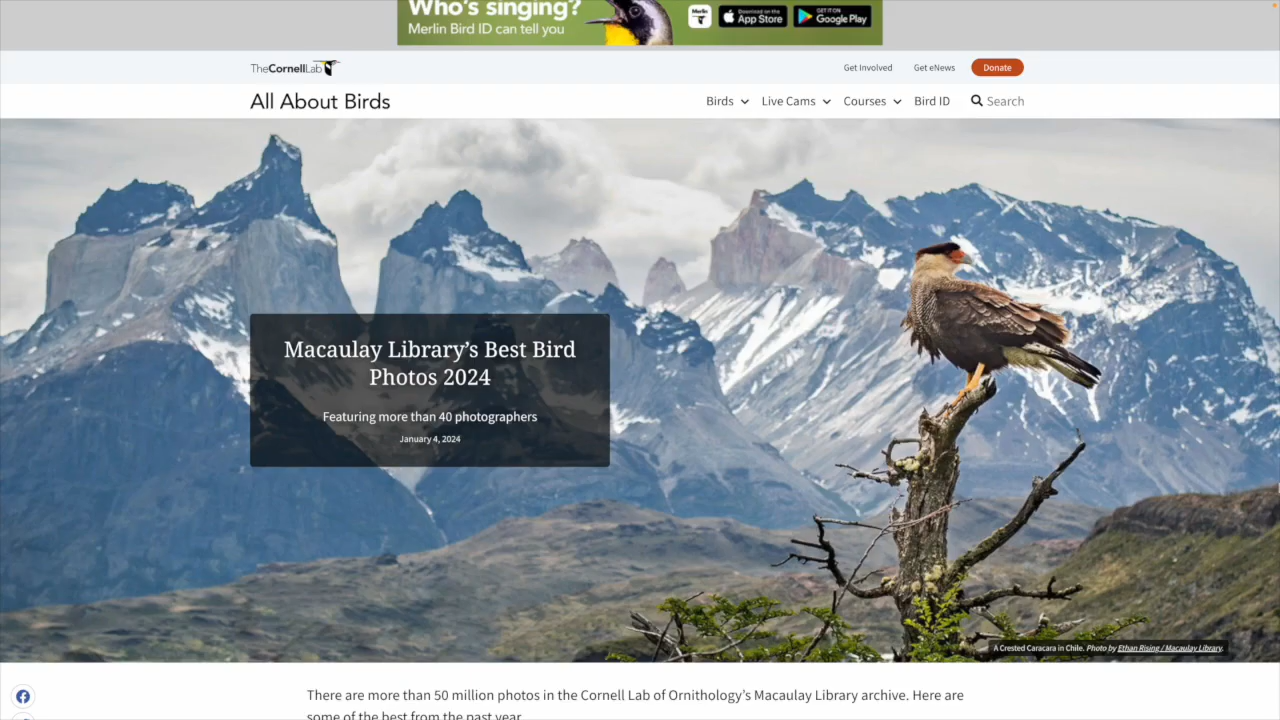 Who's singing?
Merlin Bird ID can tell you
Merlin
Download on the
App Store
GET IT ON
Google Play
TheCornellLab
Get Involved
Get eNews
Donate
All About Birds
Birds
Live Cams
Courses
Bird ID
Search
Macaulay Library’s Best Bird
Photos 2024
Featuring more than 40 photographers
January 4, 2024
A Crested Caracara in Chile. Photo by Ethan Rising / Macaulay Library.
There are more than 50 million photos in the Cornell Lab of Ornithology’s Macaulay Library archive. Here are
some of the best from the past year.